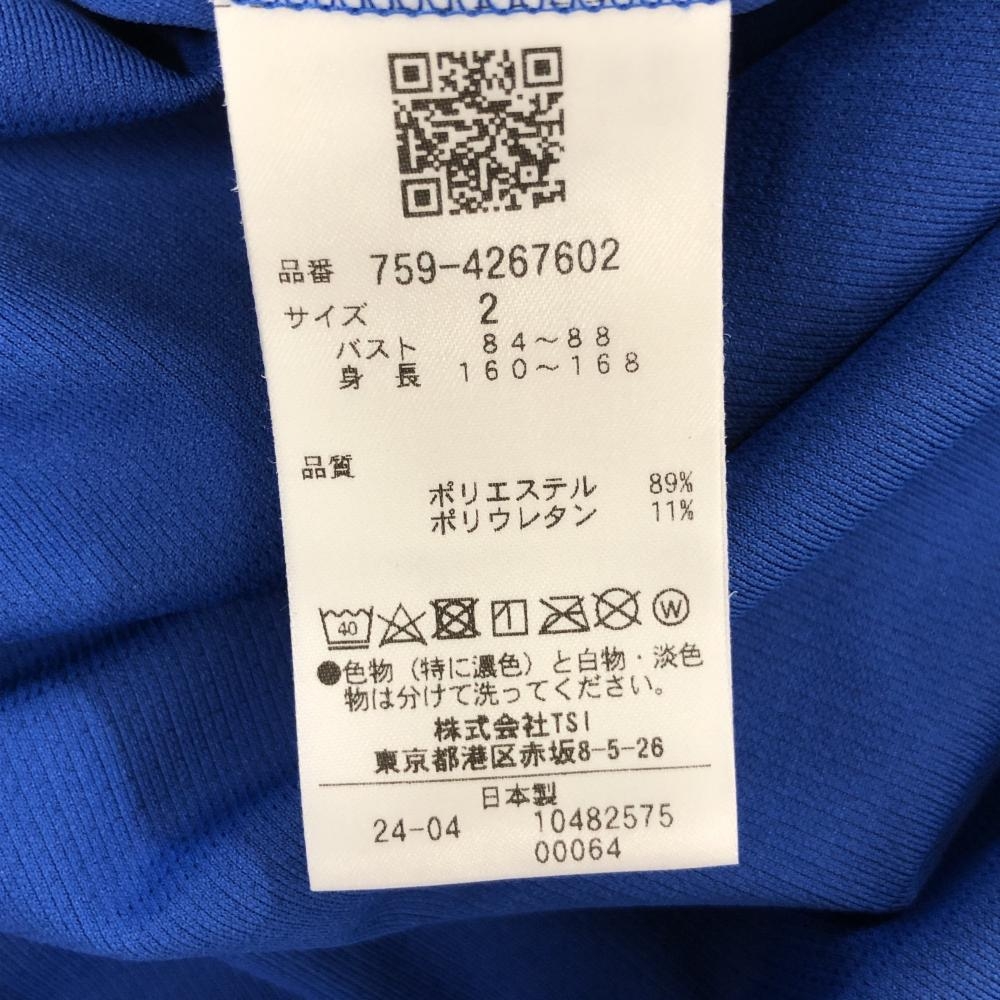 品番 759-4267602
サイズ 2
バスト 84～88
身長 160～168
品質
ポリエステル 89%
ポリウレタン 11%
40 W
●色物（特に濃色）と白物・淡色
物は分けて洗ってください。
株式会社TSI
東京都港区赤坂8-5-26
日本製
24-04 10482575
00064